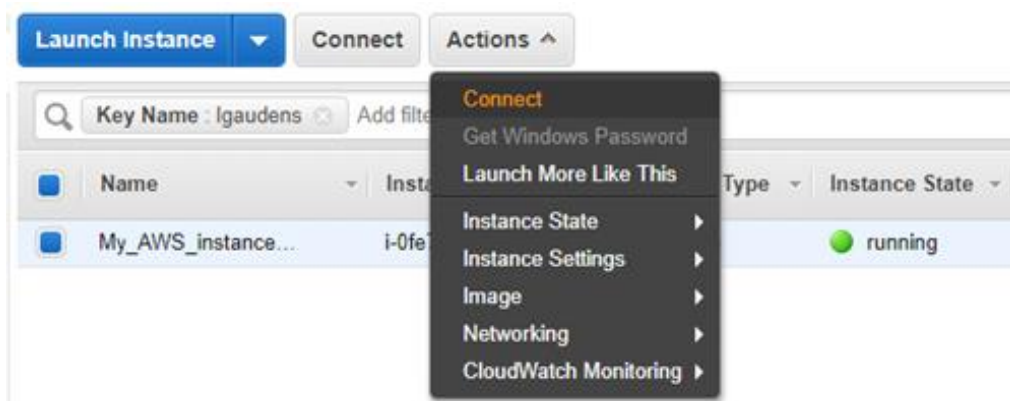 Launch Instance Connect Actions
Key Name : lgaudens Add filte
Connect
Get Windows Password
Launch More Like This
Name Insta Type Instance State
Instance State
My_AWS_instance... i-0fe running
Instance Settings
Image
Networking
CloudWatch Monitoring